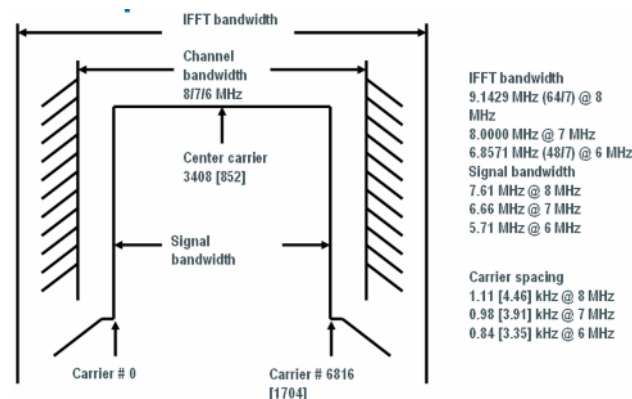 IFFT bandwidth
Channel
bandwidth
8/7/6 MHz
Center carrier
3408 [852]
Signal
bandwidth
Carrier # 0
Carrier # 6816
[1704]
IFFT bandwidth
9.1429 MHz (64/7) @ 8
MHz
8.0000 MHz @ 7 MHz
6.8571 MHz (48/7) @ 6 MHz
Signal bandwidth
7.61 MHz @ 8 MHz
6.66 MHz @ 7 MHz
5.71 MHz @ 6 MHz
Carrier spacing
1.11 [4.46] kHz @ 8 MHz
0.98 [3.91] kHz @ 7 MHz
0.84 [3.35] kHz @ 6 MHz